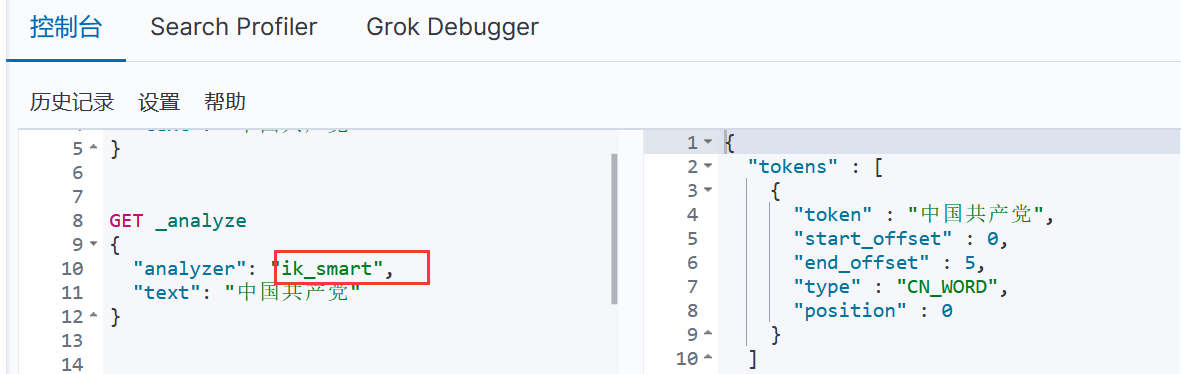 控制台 Search Profiler Grok Debugger
历史记录 设置 帮助
5 }
6
7
8 GET _analyze
9 {
10 "analyzer": "ik_smart",
11 "text": "中国共产党"
12 }
13
14
1 {
2 "tokens" : [
3 {
4 "token" : "中国共产党",
5 "start_offset" : 0,
6 "end_offset" : 5,
7 "type" : "CN_WORD",
8 "position" : 0
9 }
10 ]